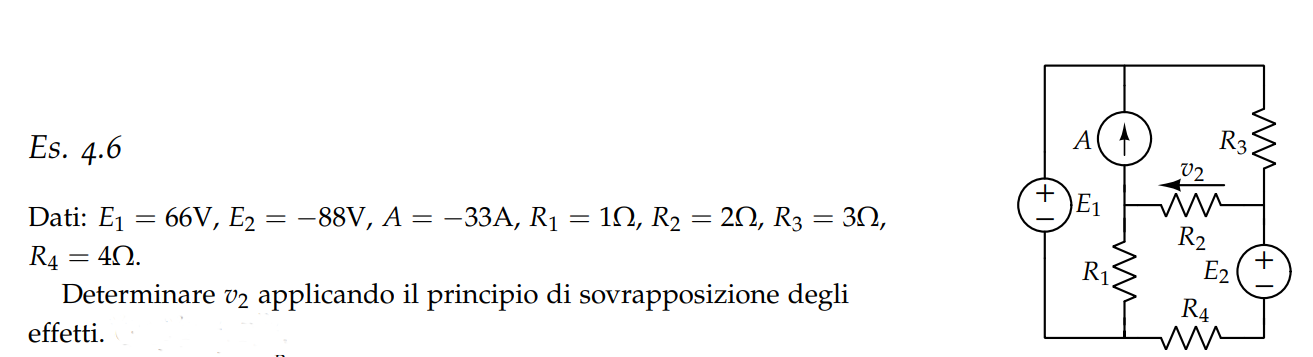 Es. 4.6
Dati: E₁ = 66V, E₂ = −88V, A = −33A, R₁ = 1Ω, R₂ = 2Ω, R₃ = 3Ω,
R₄ = 4Ω.
Determinare v₂ applicando il principio di sovrapposizione degli
effetti.
A
R₃
v₂
+
−
E₁
R₂
R₁
E₂
+
−
R₄